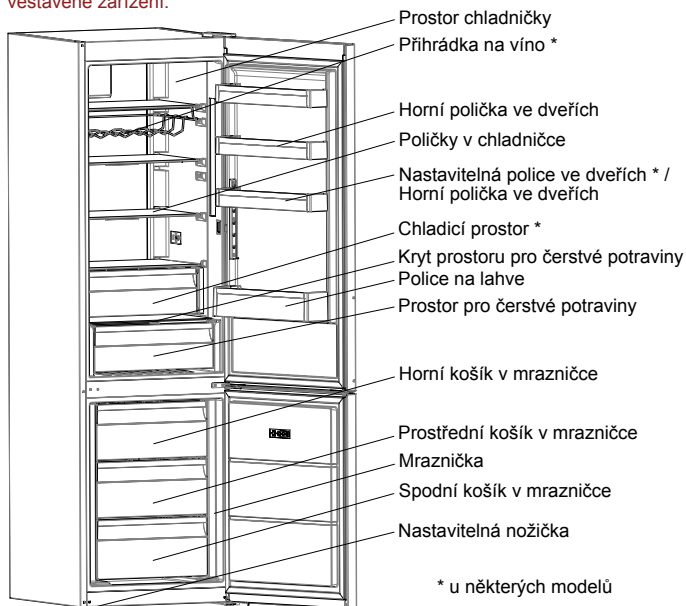 vestavěné zařízení.
Prostor chladničky
Přihrádka na víno *
Horní polička ve dveřích
Poličky v chladničce
Nastavitelná police ve dveřích * /
Horní polička ve dveřích
Chladicí prostor *
Kryt prostoru pro čerstvé potraviny
Police na lahve
Prostor pro čerstvé potraviny
Horní košík v mrazničce
Prostřední košík v mrazničce
Mraznička
Spodní košík v mrazničce
Nastavitelná nožička
* u některých modelů